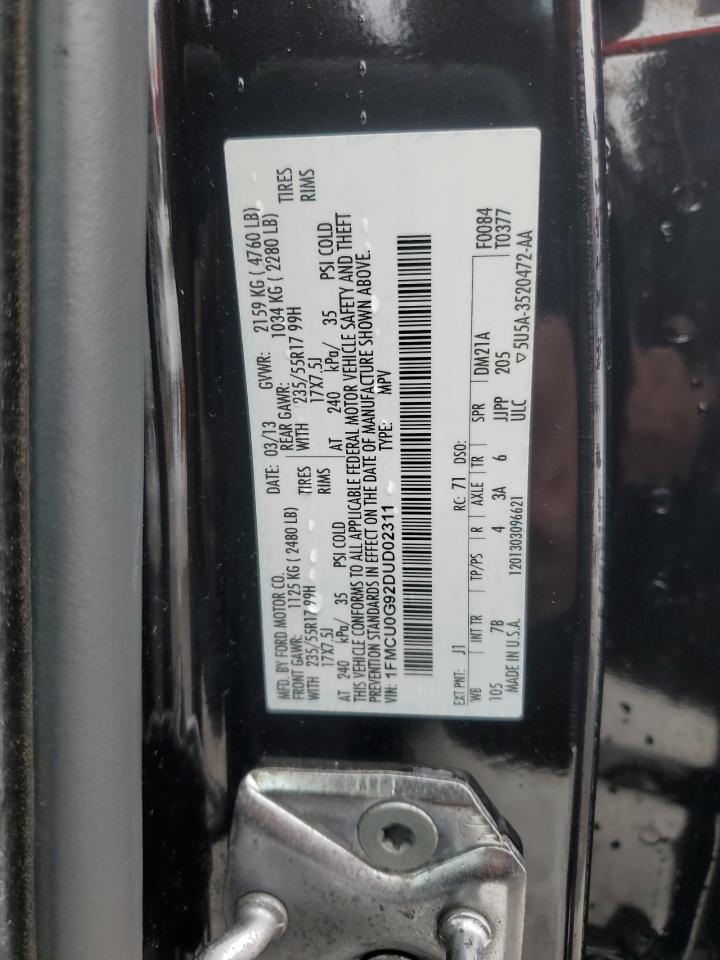 MFD. BY FORD MOTOR CO. DATE: 03/13 GVWR: 2159 KG ( 4760 LB)
FRONT GAWR: 1125 KG ( 2480 LB) REAR GAWR: 1034 KG ( 2280 LB)
WITH 235/55R17 99H TIRES WITH 235/55R17 99H TIRES
17X7.5J RIMS 17X7.5J RIMS
AT 240 kPa/ 35 PSI COLD AT 240 kPa/ 35 PSI COLD
THIS VEHICLE CONFORMS TO ALL APPLICABLE FEDERAL MOTOR VEHICLE SAFETY AND THEFT
PREVENTION STANDARDS IN EFFECT ON THE DATE OF MANUFACTURE SHOWN ABOVE.
VIN: 1FMCU0G92DUD02311 TYPE: MPV
EXT PNT: J1 RC: 71 DSO: F0084
WB INT TR TP/PS R AXLE TR SPR DM21A T0377
105 7B 4 3A 6 JJPP 205
MADE IN U.S.A. 1201303096621 ULC ▽5U5A-3520472-AA